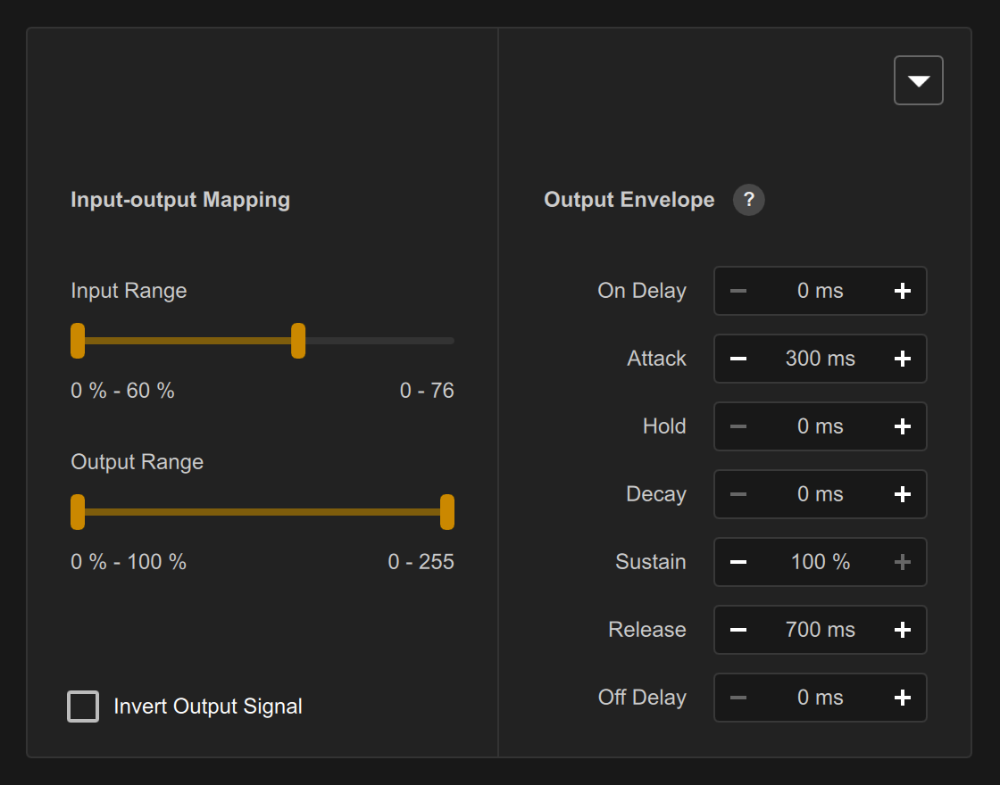 Input-output Mapping
Input Range
0 % - 60 %
0 - 76
Output Range
0 % - 100 %
0 - 255
Invert Output Signal
Output Envelope ?
On Delay 0 ms
Attack 300 ms
Hold 0 ms
Decay 0 ms
Sustain 100 %
Release 700 ms
Off Delay 0 ms